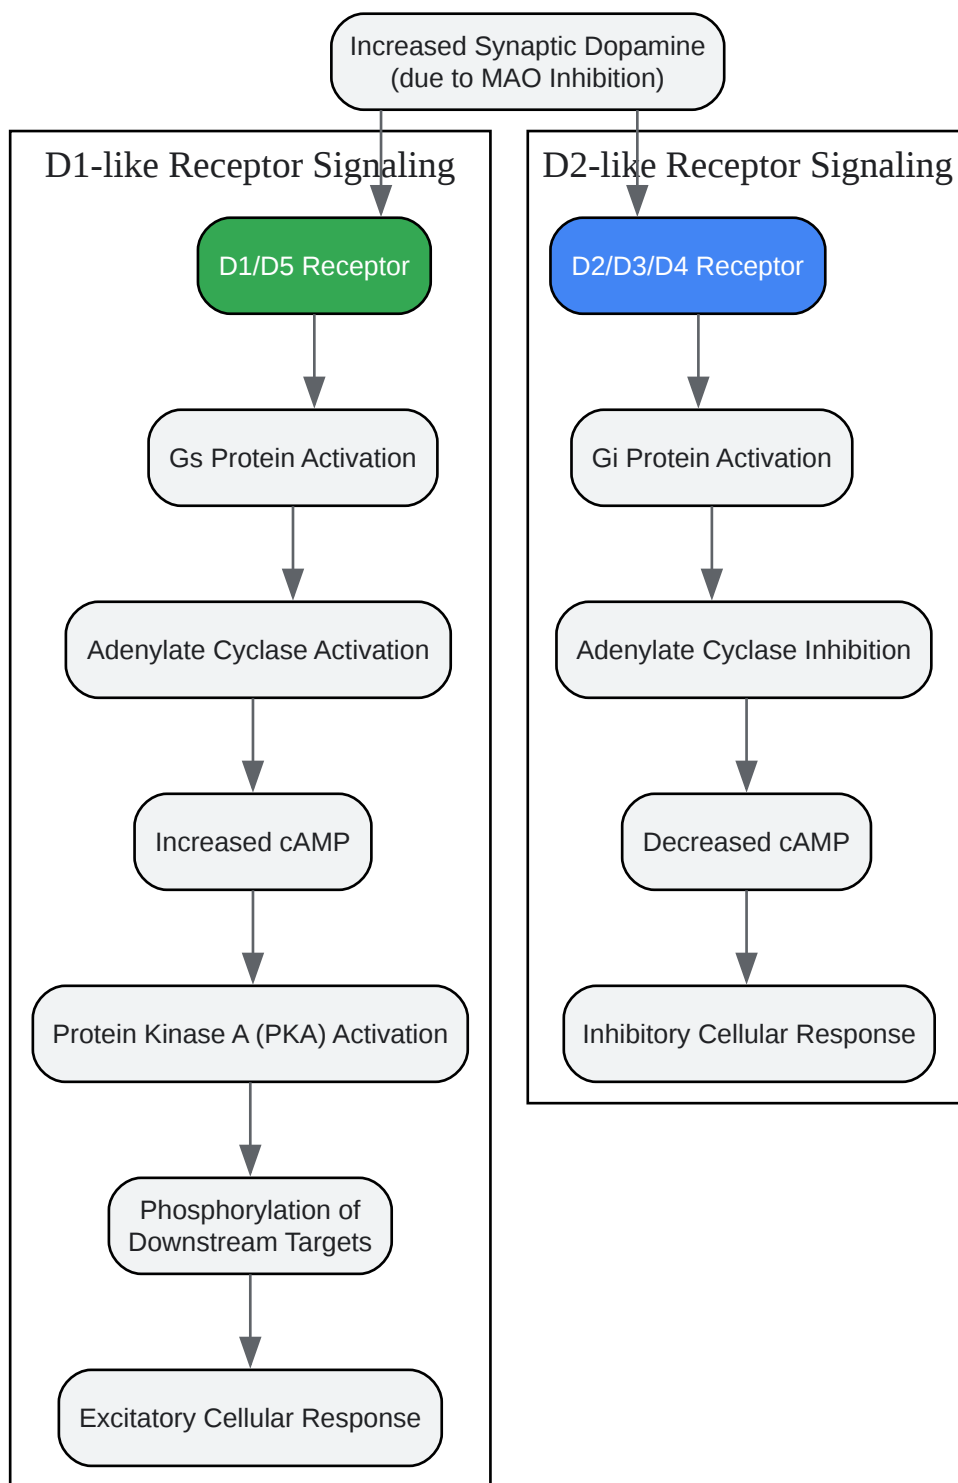 Increased Synaptic Dopamine
(due to MAO Inhibition)
D1-like Receptor Signaling
D1/D5 Receptor
Gs Protein Activation
Adenylate Cyclase Activation
Increased cAMP
Protein Kinase A (PKA) Activation
Phosphorylation of
Downstream Targets
Excitatory Cellular Response
D2-like Receptor Signaling
D2/D3/D4 Receptor
Gi Protein Activation
Adenylate Cyclase Inhibition
Decreased cAMP
Inhibitory Cellular Response